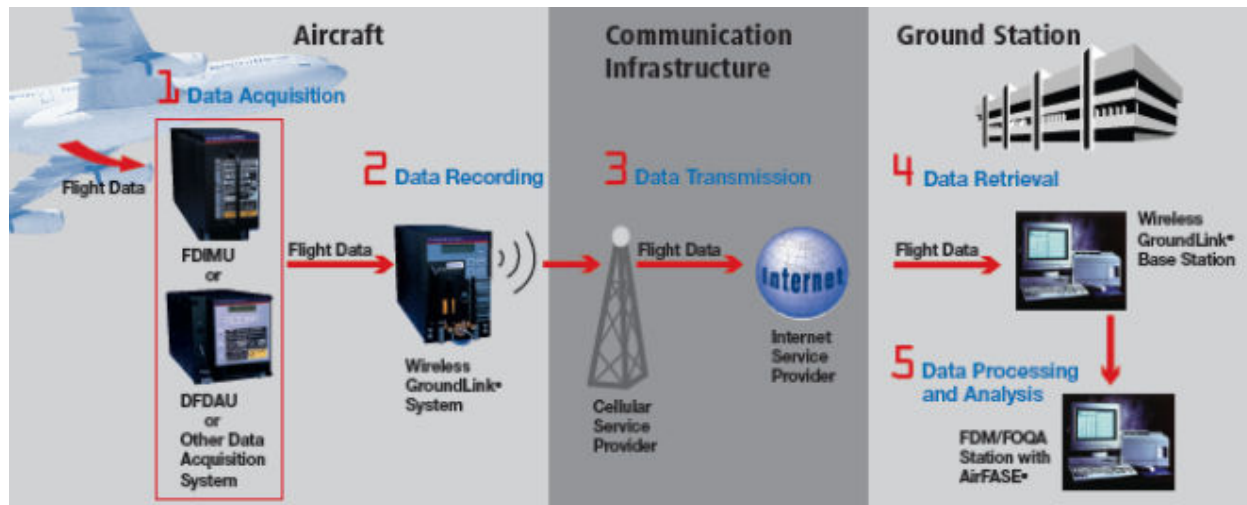 Aircraft
1 Data Acquisition
Flight Data
FDIMU
or
DFDAU
or
Other Data
Acquisition
System
Flight Data
2 Data Recording
Wireless
GroundLink®
System
Communication
Infrastructure
3 Data Transmission
Flight Data
Cellular
Service
Provider
Internet
Internet
Service
Provider
Ground Station
4 Data Retrieval
Flight Data
Wireless
GroundLink®
Base Station
5 Data Processing
and Analysis
FDM/FOQA
Station with
AirFASE®